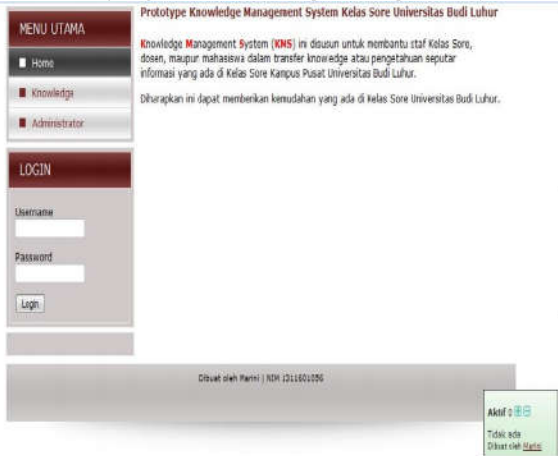 MENU UTAMA
Home
Knowledge
Administrator
LOGIN
Username
Password
Login
Prototype Knowledge Management System Kelas Sore Universitas Budi Luhur
Knowledge Management System (KMS) ini disusun untuk membantu staf Kelas Sore,
dosen, maupun mahasiswa dalam transfer knowledge atau pengetahuan seputar
informasi yang ada di Kelas Sore Kampus Pusat Universitas Budi Luhur.
Diharapkan ini dapat memberikan kemudahan yang ada di Kelas Sore Universitas Budi Luhur.
Dibuat oleh Marini | NIM 1311601056
Aktif 0
Tidak ada
Dibuat oleh Marini